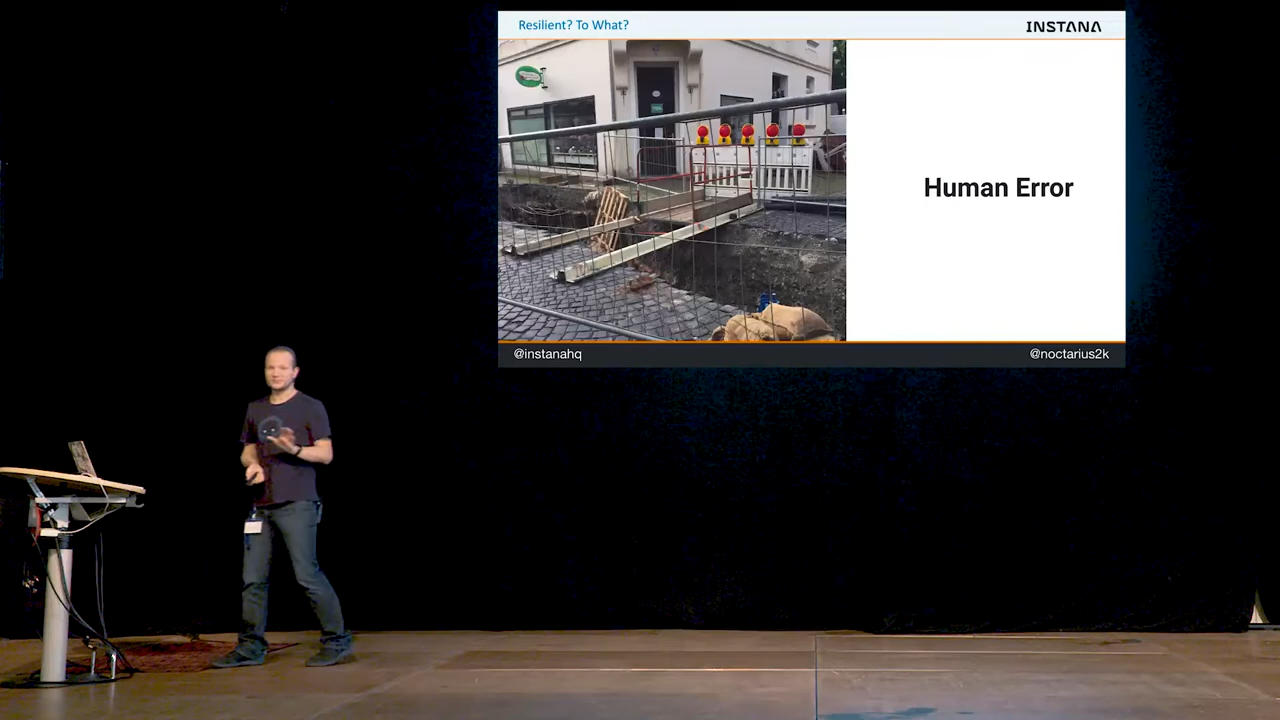 Resilient? To What?
INSTANA
Human Error
@instanahq
@noctarius2k